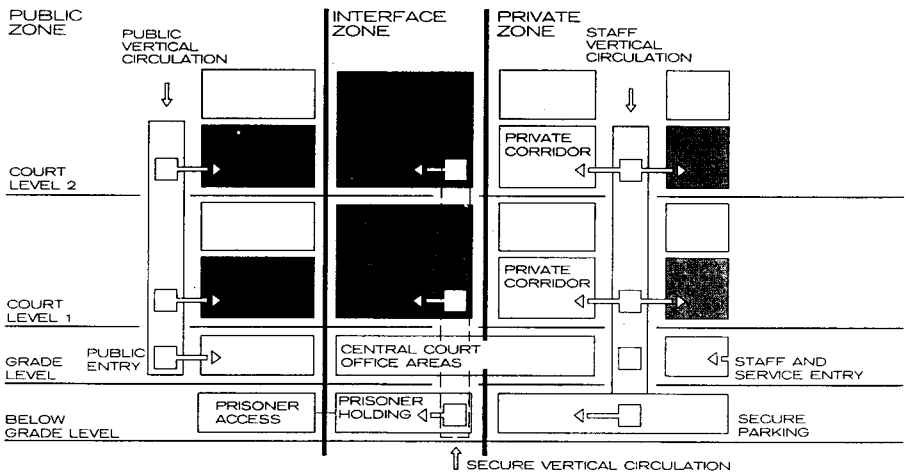 PUBLIC
ZONE
INTERFACE
ZONE
PRIVATE
ZONE
PUBLIC
VERTICAL
CIRCULATION
STAFF
VERTICAL
CIRCULATION
PRIVATE
CORRIDOR
COURT
LEVEL 2
PRIVATE
CORRIDOR
COURT
LEVEL 1
GRADE
LEVEL
PUBLIC
ENTRY
CENTRAL COURT
OFFICE AREAS
STAFF AND
SERVICE ENTRY
BELOW
GRADE LEVEL
PRISONER
ACCESS
PRISONER
HOLDING
SECURE
PARKING
SECURE VERTICAL CIRCULATION